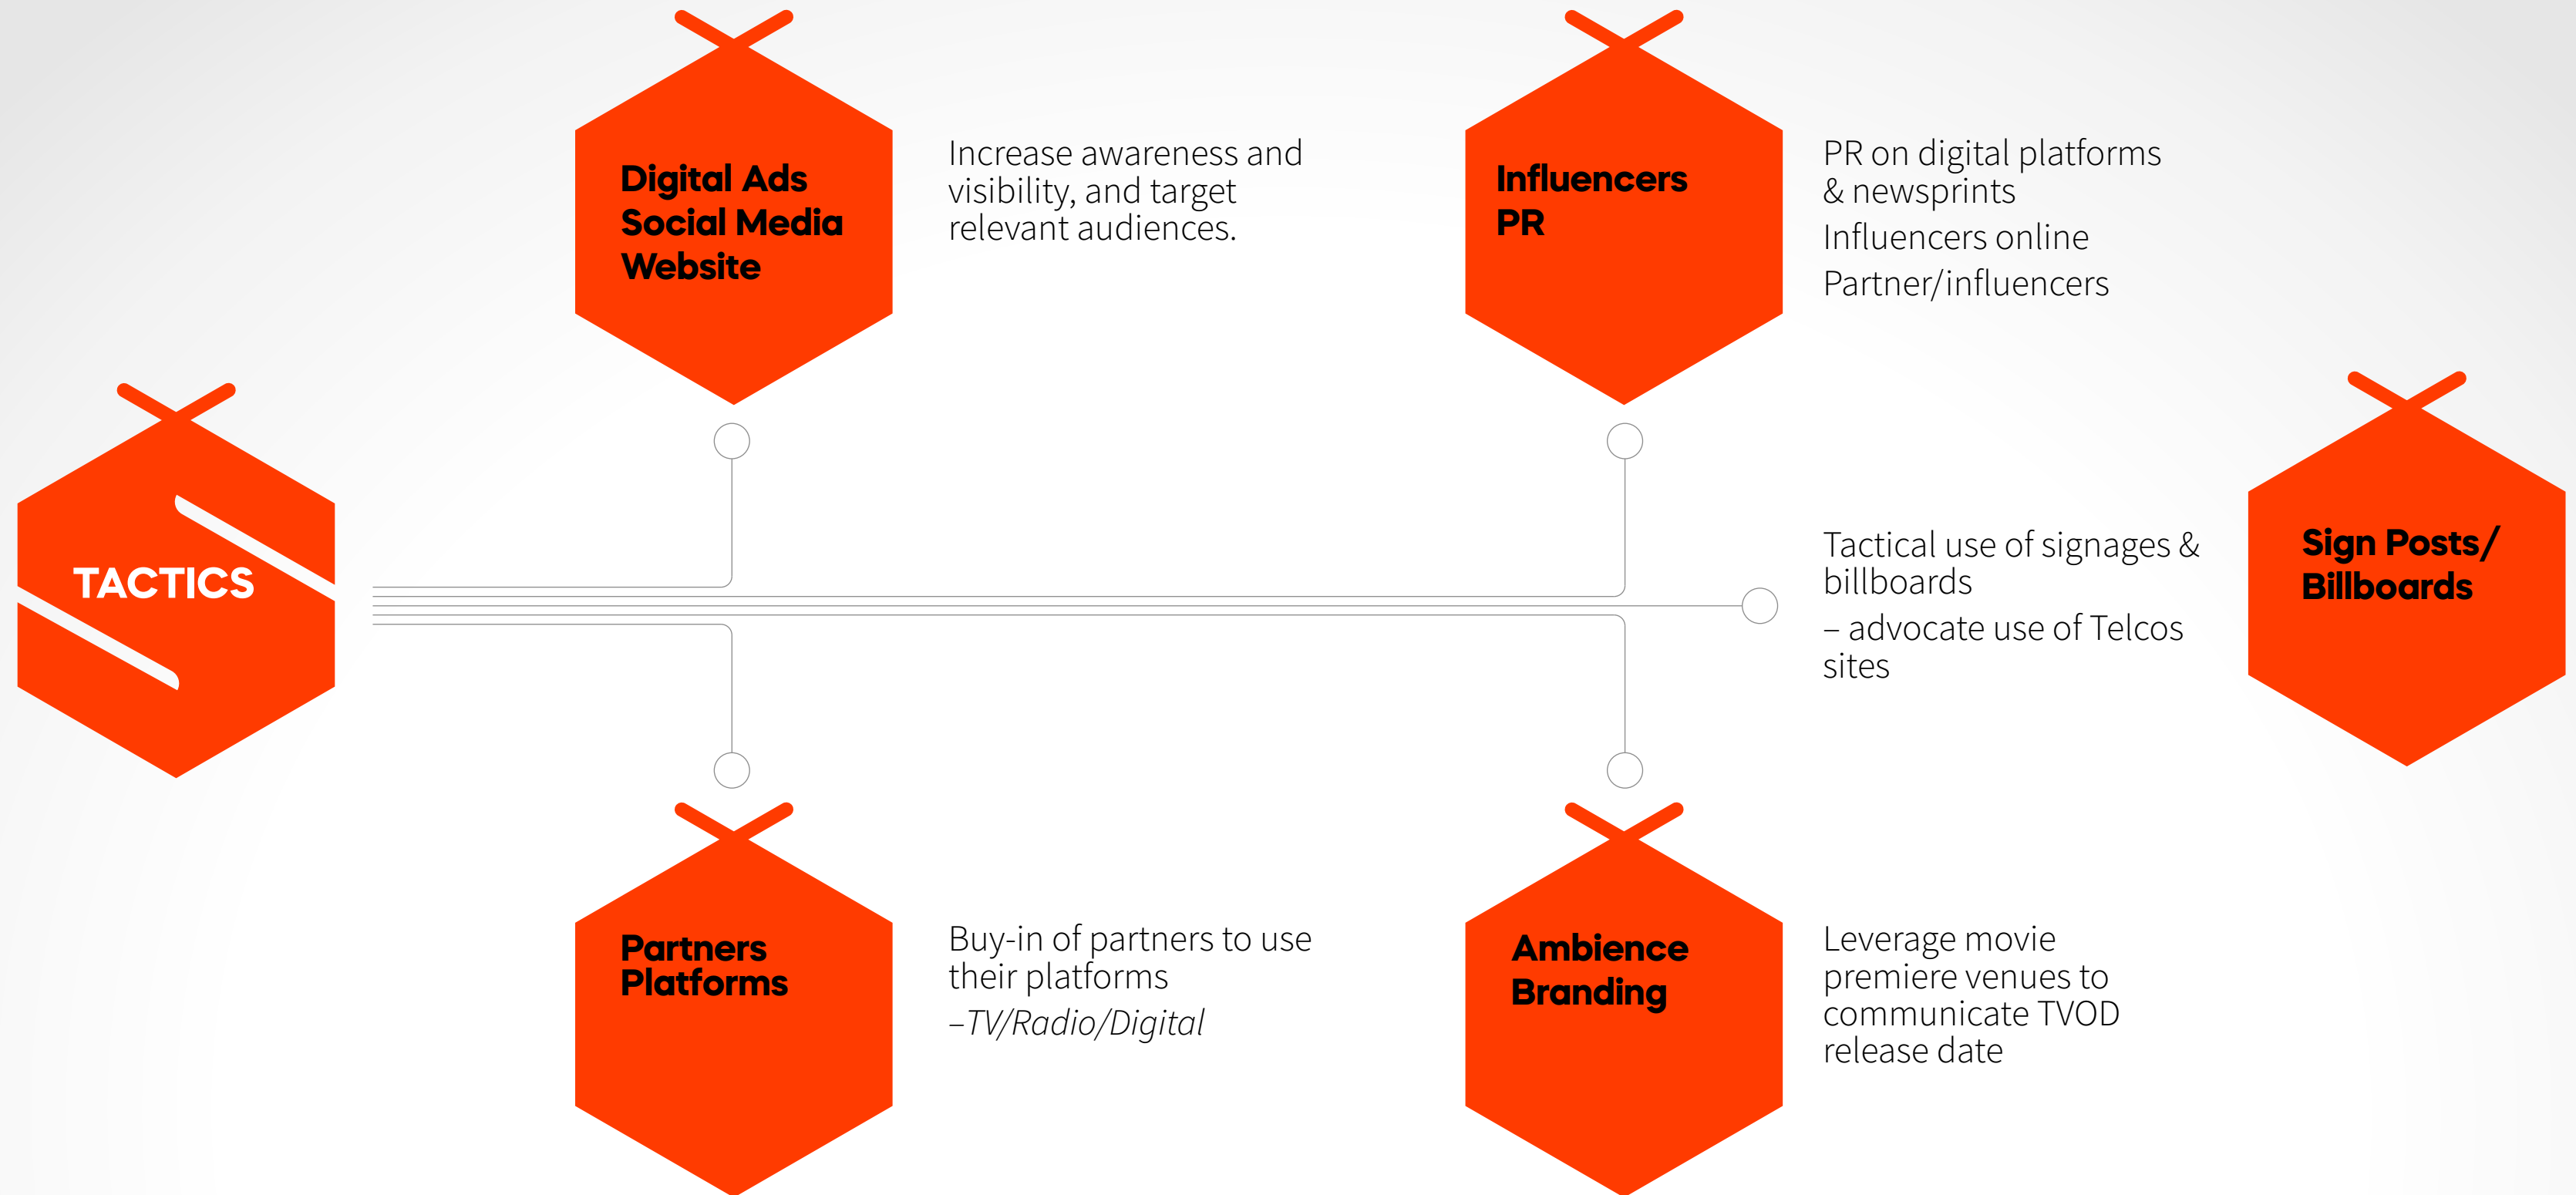 Digital Ads
Social Media
Website
Increase awareness and
visibility, and target
relevant audiences.
Influencers
PR
PR on digital platforms
& newsprints
Influencers online
Partner/influencers
TACTICS
Tactical use of signages &
billboards
– advocate use of Telcos
sites
Sign Posts/
Billboards
Partners
Platforms
Buy-in of partners to use
their platforms
–TV/Radio/Digital
Ambience
Branding
Leverage movie
premiere venues to
communicate TVOD
release date